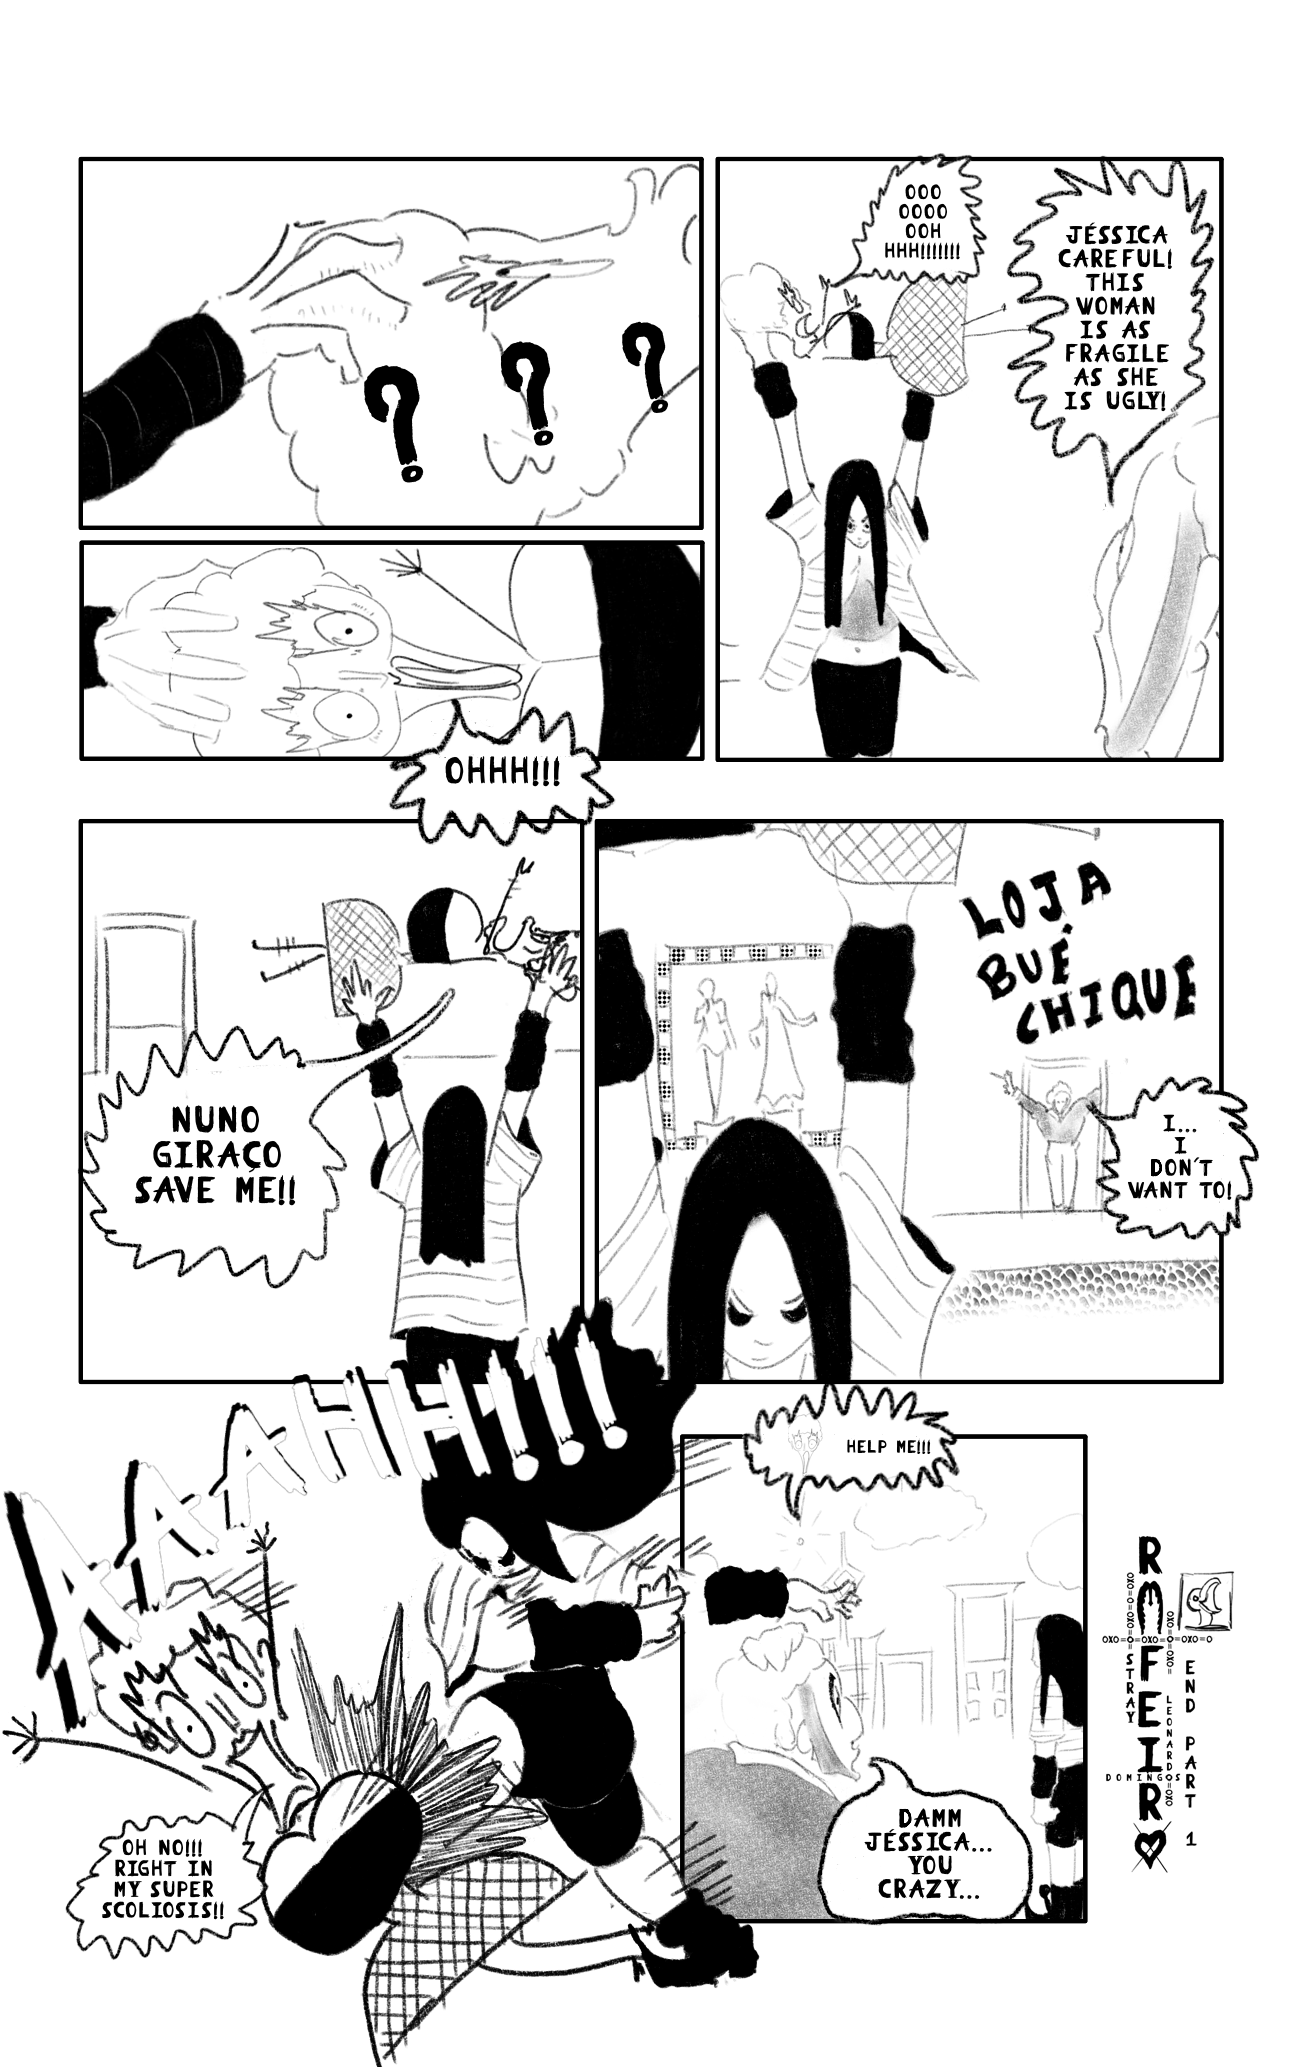 ?
?
?
OOO
OOOO
OOH
HHH!!!!!!!
JÉSSICA
CAREFUL!
THIS
WOMAN
IS AS
FRAGILE
AS SHE
IS UGLY!
OHHH!!!
NUNO
GIRAÇO
SAVE ME!!
LOJA
BUÉ
CHIQUE
I...
I
DON'T
WANT TO!
AAAAHHH!!!
OH NO!!!
RIGHT IN
MY SUPER
SCOLIOSIS!!
HELP ME!!!
DAMM
JÉSSICA...
YOU
CRAZY...
RMFEIR
STRAY
LEONARDO
DOMINGOS
END PART 1